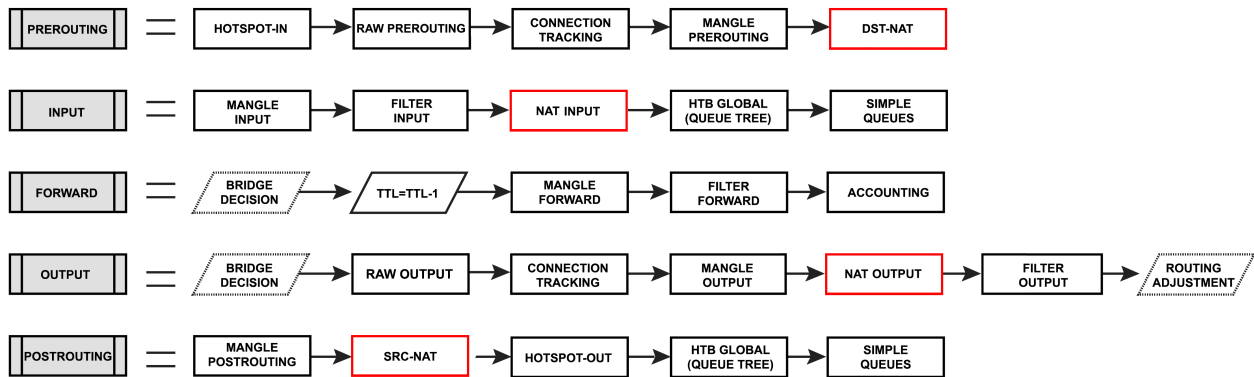 PREROUTING
HOTSPOT-IN
RAW PREROUTING
CONNECTION
TRACKING
MANGLE
PREROUTING
DST-NAT
INPUT
MANGLE
INPUT
FILTER
INPUT
NAT INPUT
HTB GLOBAL
(QUEUE TREE)
SIMPLE
QUEUES
FORWARD
BRIDGE
DECISION
TTL=TTL-1
MANGLE
FORWARD
FILTER
FORWARD
ACCOUNTING
OUTPUT
BRIDGE
DECISION
RAW OUTPUT
CONNECTION
TRACKING
MANGLE
OUTPUT
NAT OUTPUT
FILTER
OUTPUT
ROUTING
ADJUSTMENT
POSTROUTING
MANGLE
POSTROUTING
SRC-NAT
HOTSPOT-OUT
HTB GLOBAL
(QUEUE TREE)
SIMPLE
QUEUES